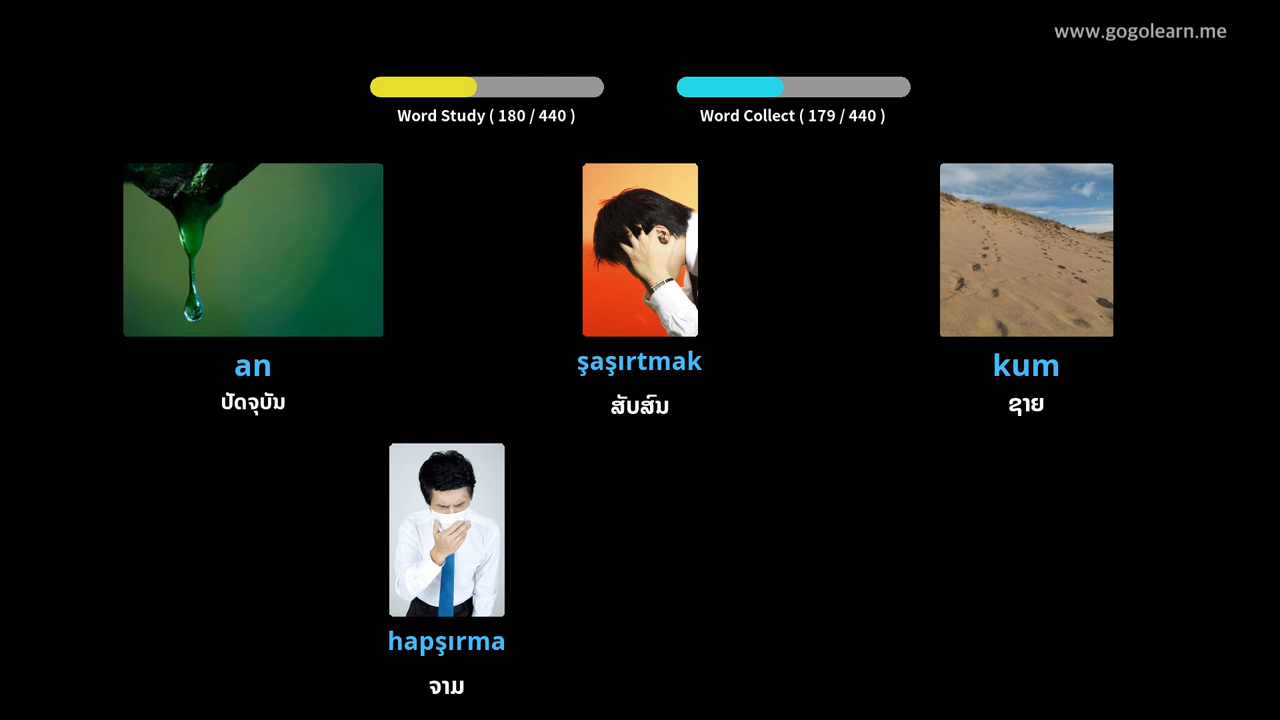 www.gogolearn.me
Word Study ( 180 / 440 )
Word Collect ( 179 / 440 )
an
ປັດຈຸບັນ
şaşırtmak
ສັບສົນ
kum
ຊາຍ
hapşırma
ຈາມ